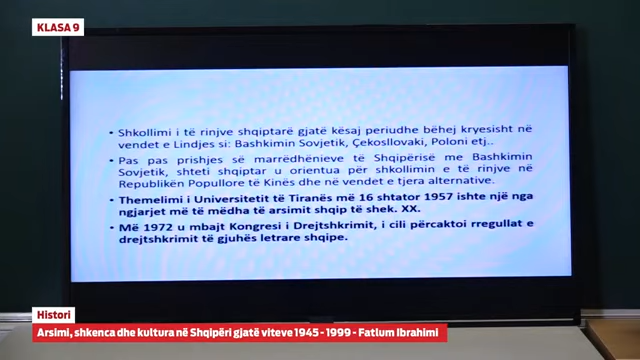 KLASA 9
• Shkollimi i të rinjve shqiptarë gjatë kësaj periudhe bëhej kryesisht në
vendet e Lindjes si: Bashkimin Sovjetik, Çekosllovaki, Poloni etj..
• Pas pas prishjes së marrëdhënieve të Shqipërisë me Bashkimin
Sovjetik, shteti shqiptar u orientua për shkollimin e të rinjve në
Republikën Popullore të Kinës dhe në vendet e tjera alternative.
• Themelimi i Universitetit të Tiranës më 16 shtator 1957 ishte një nga
ngjarjet më të mëdha të arsimit shqip të shek. XX.
• Më 1972 u mbajt Kongresi i Drejtshkrimit, i cili përcaktoi rregullat e
drejtshkrimit të gjuhës letrare shqipe.
Histori
Arsimi, shkenca dhe kultura në Shqipëri gjatë viteve 1945 - 1999 - Fatlum Ibrahimi